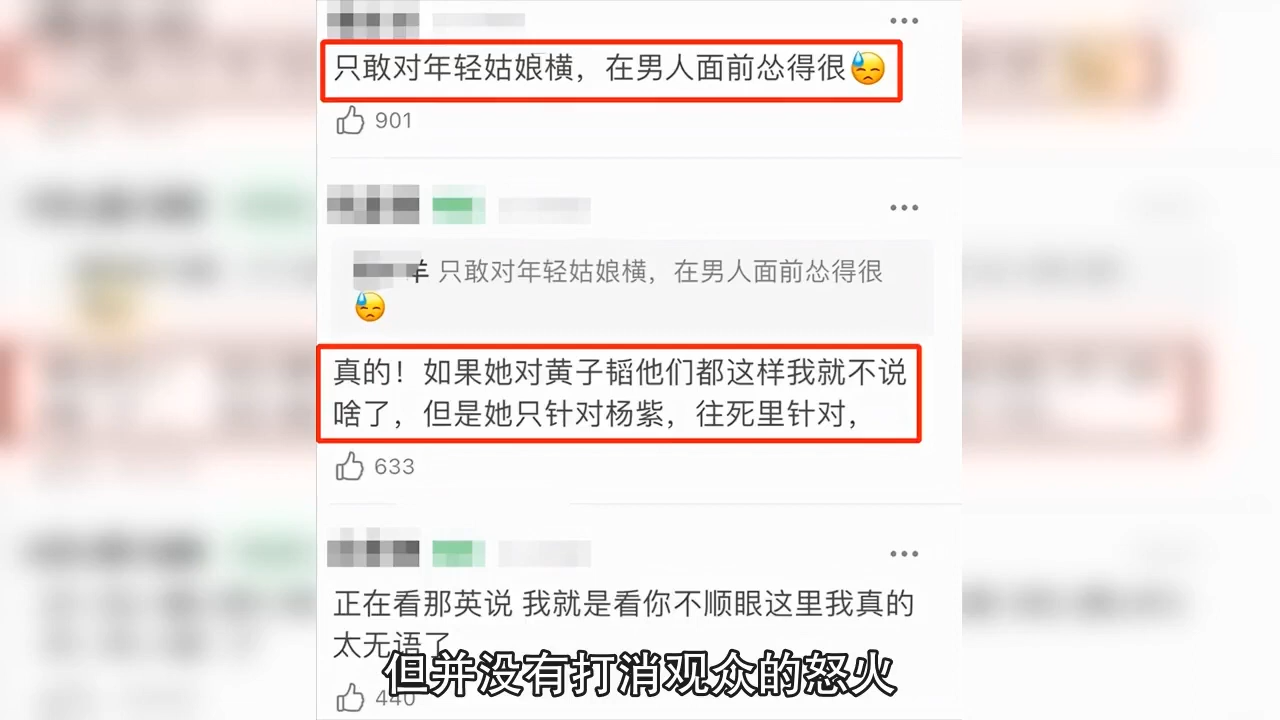 只敢对年轻姑娘横，在男人面前怂得很
901
羊 只敢对年轻姑娘横，在男人面前怂得很
真的！如果她对黄子韬他们都这样我就不说
啥了，但是她只针对杨紫，往死里针对，
633
正在看那英说 我就是看你不顺眼这里我真的
太无语了
440
但并没有打消观众的怒火